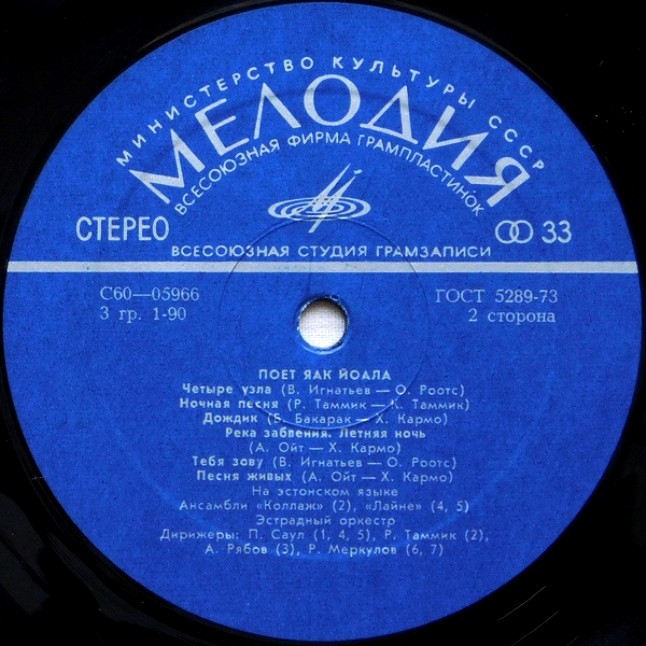 МИНИСТЕРСТВО КУЛЬТУРЫ СССР
МЕЛОДИЯ
ВСЕСОЮЗНАЯ ФИРМА ГРАМПЛАСТИНОК
СТЕРЕО
33
ВСЕСОЮЗНАЯ СТУДИЯ ГРАМЗАПИСИ
С60—05966
ГОСТ 5289-73
3 гр. 1-90
2 сторона
ПОЕТ ЯАК ЙОАЛА
Четыре узла (В. Игнатьев — О. Роотс)
Ночная песня (Р. Таммик — К. Таммик)
Дождик (Б. Бакарак — Х. Кармо)
Река забвения. Летняя ночь
(А. Ойт — Х. Кармо)
Тебя зову (В. Игнатьев — О. Роотс)
Песня живых (А. Ойт — Х. Кармо)
На эстонском языке
Ансамбли «Коллаж» (2), «Лайне» (4, 5)
Эстрадный оркестр
Дирижеры: П. Саул (1, 4, 5), Р. Таммик (2),
А. Рябов (3), Р. Меркулов (6, 7)